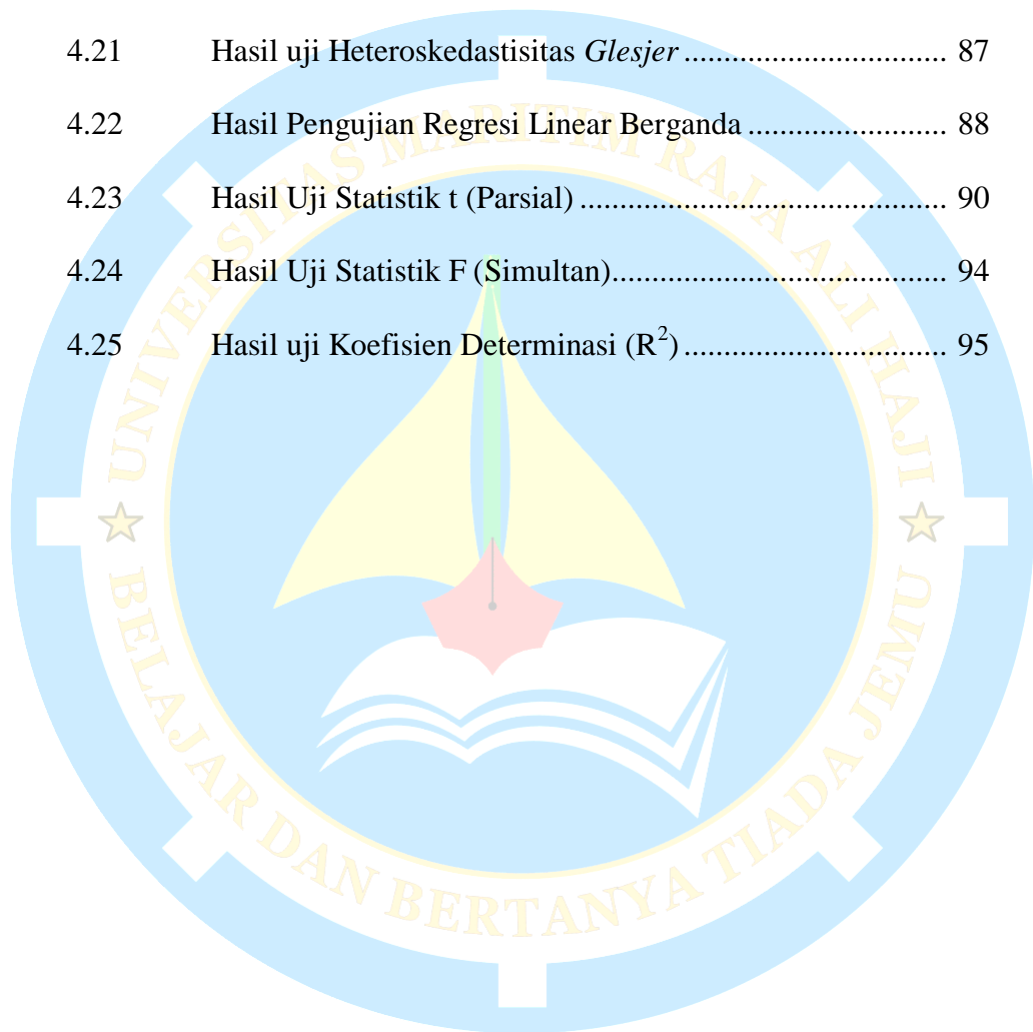 4.21 Hasil uji Heteroskedastisitas Glesjer .............................. 87
4.22 Hasil Pengujian Regresi Linear Berganda ....................... 88
4.23 Hasil Uji Statistik t (Parsial) .......................................... 90
4.24 Hasil Uji Statistik F (Simultan)....................................... 94
4.25 Hasil uji Koefisien Determinasi (R²) .............................. 95
UNIVERSITAS MARITIM RAJA ALI HAJI
BELAJAR DAN BERTANYA TIADA JEMU